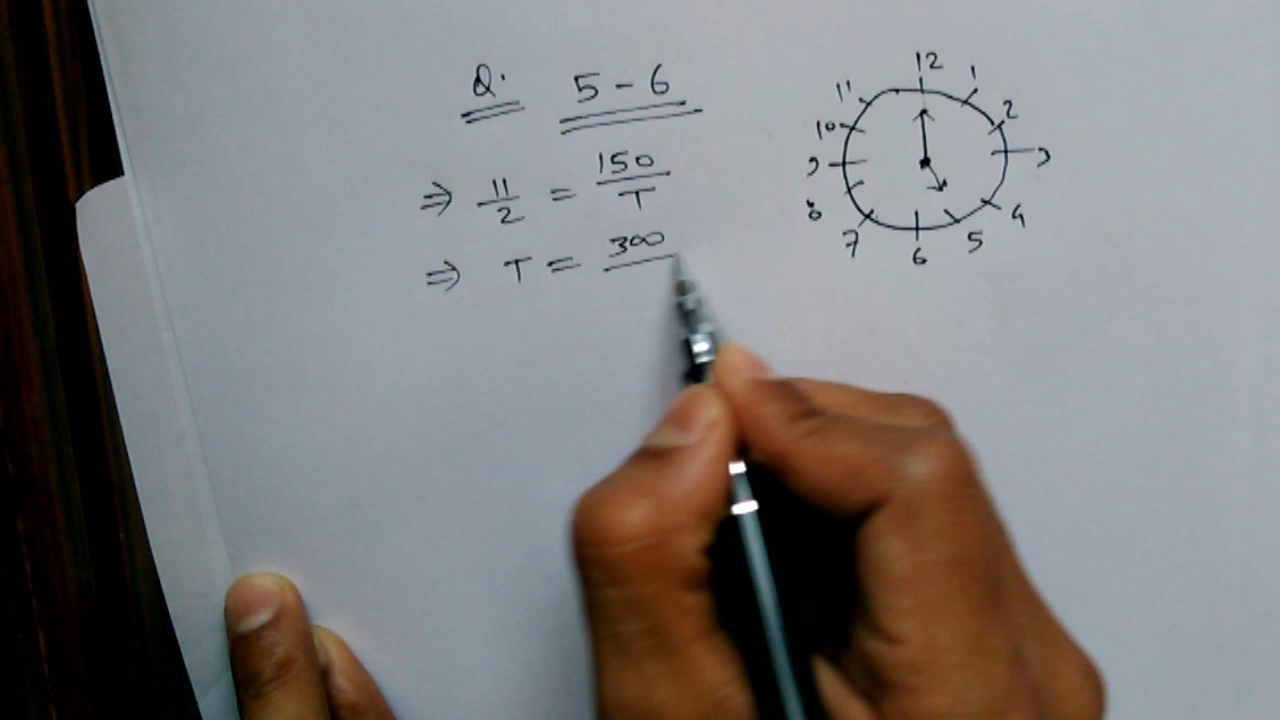 Q. 5 - 6
⇒ 11/2 = 150/T
⇒ T = 300
12
11 1
10 2
9 3
8 4
7 5
6